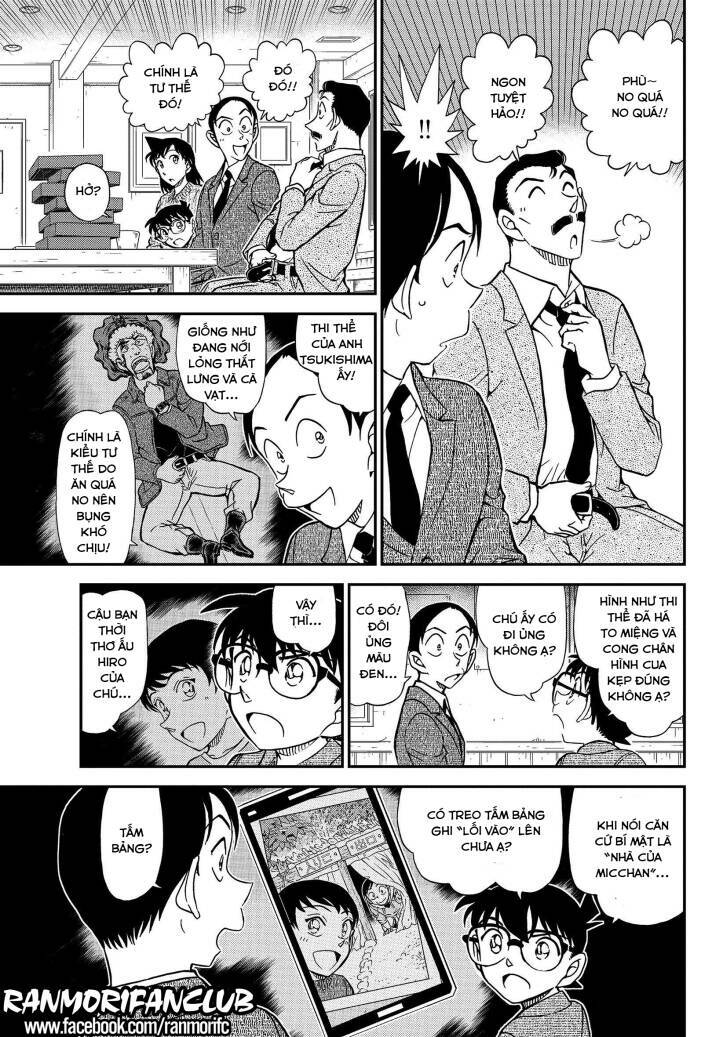 PHÙ~
NO QUÁ
NO QUÁ!!
NGON
TUYỆT
HẢO!!
!!
ĐÓ
ĐÓ!!
CHÍNH LÀ
TƯ THẾ
ĐÓ!
HỞ?
THI THỂ
CỦA ANH
TSUKISHIMA
ẤY!
GIỐNG NHƯ
ĐANG NỚI
LỎNG THẮT
LƯNG VÀ CÀ
VẠT...
CHÍNH LÀ
KIỂU TƯ
THẾ DO
ĂN QUÁ
NO NÊN
BỤNG
KHÓ
CHỊU!
HÌNH NHƯ THI
THỂ ĐÃ HÁ
TO MIỆNG VÀ
CONG CHÂN
HÌNH CUA
KẸP ĐÚNG
KHÔNG Ạ?
CHÚ ẤY CÓ
ĐI ỦNG
KHÔNG Ạ?
CÓ ĐÓ!
ĐÔI
ỦNG
MÀU
ĐEN...
VẬY
THÌ...
CẬU BẠN
THỜI
THƠ ẤU
HIRO
CỦA
CHÚ...
KHI NÓI CĂN
CỨ BÍ MẬT LÀ
"NHÀ CỦA
MICCHAN"...
CÓ TREO TẤM BẢNG
GHI "LỐI VÀO" LÊN
CHƯA Ạ?
TẤM
BẢNG?
RANMORIFANCLUB
www.facebook.com/ranmorifc